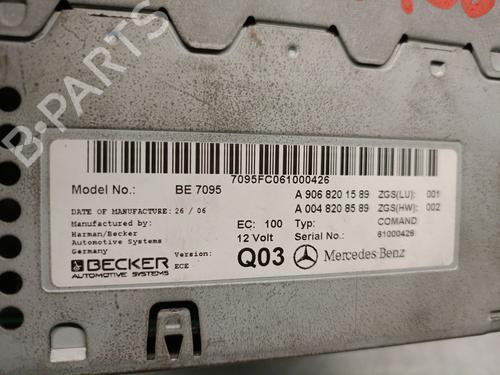 B-PARTS
7095FC061000426
Model No.: BE 7095 A 906 820 15 89 ZGS(LU): 001
A 004 820 85 89 ZGS(HW): 002
DATE OF MANUFACTURE: 26 / 06
Manufactured by: EC: 100 Typ: COMAND
Harman/Becker 12 Volt Serial No.: 61000426
Automotive Systems
Germany
Version: Q03 Mercedes Benz
ECE
BECKER
AUTOMOTIVE SYSTEMS